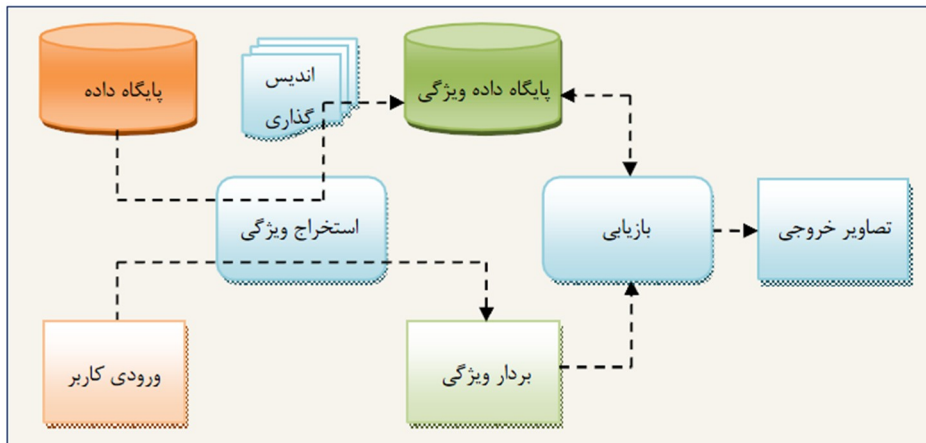 پایگاه داده
اندیس
گذاری
پایگاه داده ویژگی
استخراج ویژگی
بازیابی
تصاویر خروجی
ورودی کاربر
بردار ویژگی